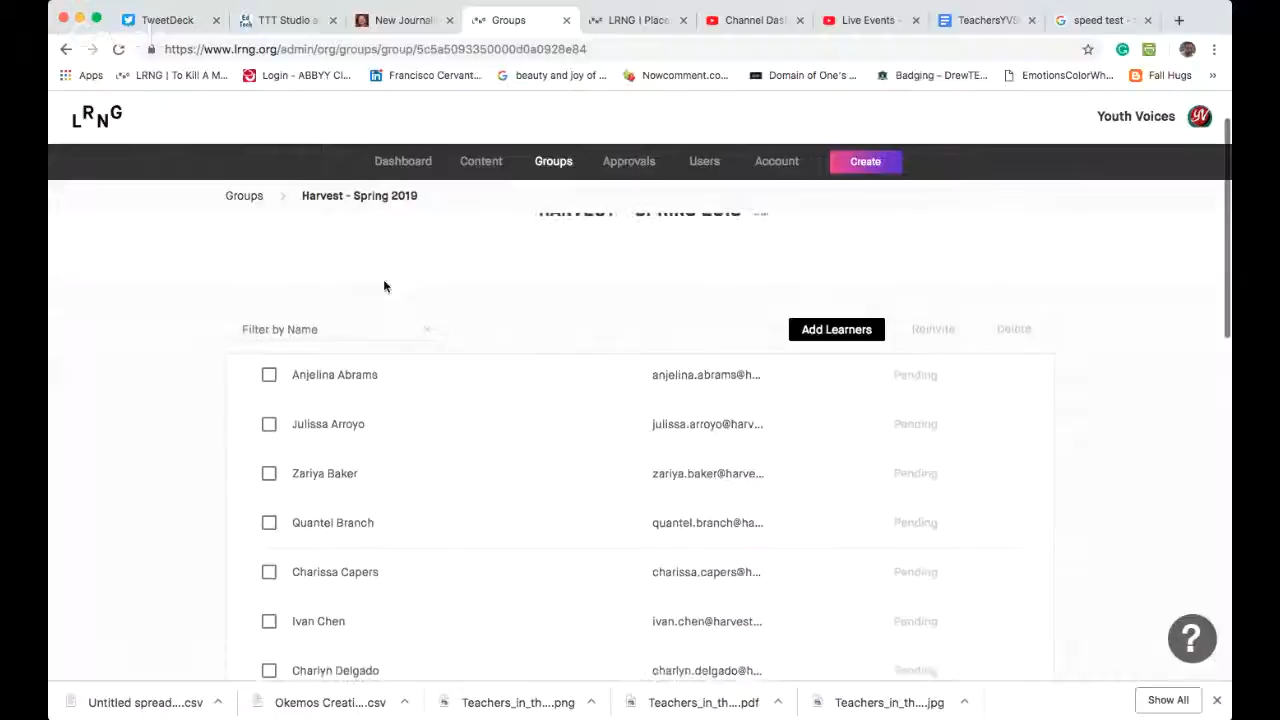 TweetDeck
TTT Studio a
New Journal
Groups
LRNG | Place
Channel Das
Live Events -
TeachersYVS
speed test -
https://www.lrng.org/admin/org/groups/group/5c5a5093350000d0a0928e84
Apps
LRNG | To Kill A M...
Login - ABBYY Cl...
Francisco Cervant...
beauty and joy of ...
Nowcomment.co...
Domain of One's ...
Badging – DrewTE...
EmotionsColorWh...
Fall Hugs
»
LRNG
Youth Voices
Dashboard
Content
Groups
Approvals
Users
Account
Create
Groups
Harvest - Spring 2019
HARVEST - SPRING 2019
Filter by Name
Add Learners
Reinvite
Delete
Anjelina Abrams anjelina.abrams@h... Pending
Julissa Arroyo julissa.arroyo@harv... Pending
Zariya Baker zariya.baker@harve... Pending
Quantel Branch quantel.branch@ha... Pending
Charissa Capers charissa.capers@h... Pending
Ivan Chen ivan.chen@harvest... Pending
Charlyn Delgado charlyn.delgado@h... Pending
?
Untitled spread....csv
Okemos Creati....csv
Teachers_in_th....png
Teachers_in_th....pdf
Teachers_in_th....jpg
Show All